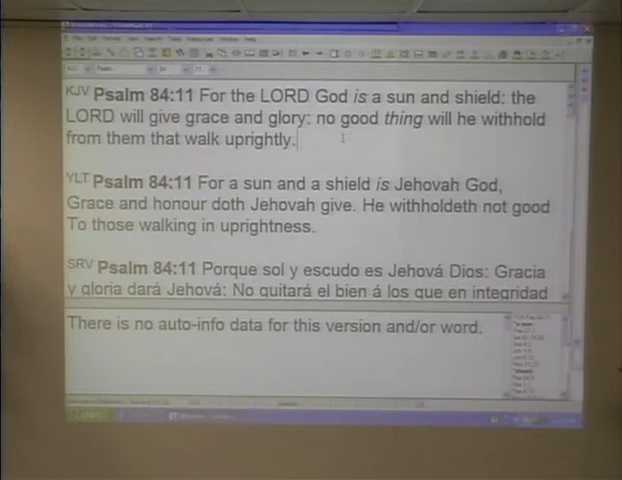 KJV Psalm 84:11 For the LORD God is a sun and shield: the
LORD will give grace and glory: no good thing will he withhold
from them that walk uprightly.
YLT Psalm 84:11 For a sun and a shield is Jehovah God,
Grace and honour doth Jehovah give. He withholdeth not good
To those walking in uprightness.
SRV Psalm 84:11 Porque sol y escudo es Jehová Dios: Gracia
y gloria dará Jehová: No quitará el bien á los que en integridad
There is no auto-info data for this version and/or word.